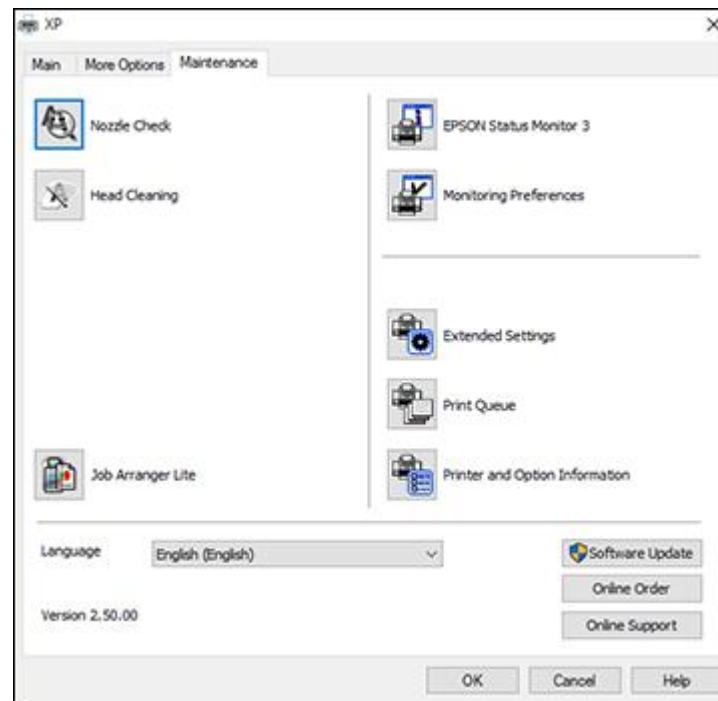 XP
Main More Options Maintenance
Nozzle Check
Head Cleaning
Job Arranger Lite
EPSON Status Monitor 3
Monitoring Preferences
Extended Settings
Print Queue
Printer and Option Information
Language English (English)
Version 2.50.00
Software Update
Online Order
Online Support
OK Cancel Help